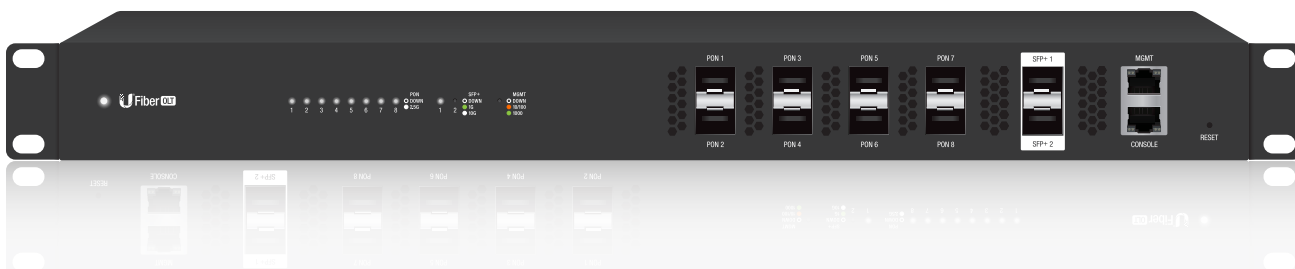 U Fiber OLT
1 2 3 4 5 6 7 8
PON
DOWN
2,5G
1 2
SFP+
DOWN
1G
10G
MGMT
DOWN
10/100
1000
PON 1
PON 3
PON 5
PON 7
SFP+ 1
MGMT
PON 2
PON 4
PON 6
PON 8
SFP+ 2
CONSOLE
RESET